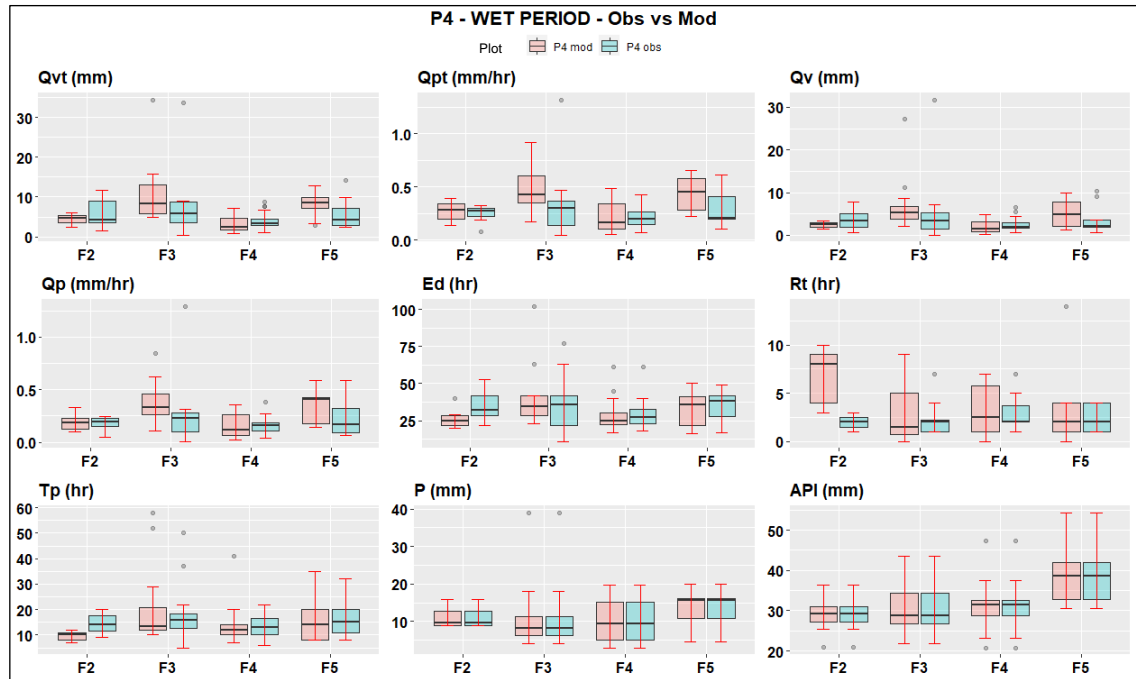 P4 - WET PERIOD - Obs vs Mod
Plot P4 mod P4 obs
Qvt (mm) Qpt (mm/hr) Qv (mm)
30
20
10
0
F2 F3 F4 F5
1.0
0.5
0.0
F2 F3 F4 F5
30
20
10
0
F2 F3 F4 F5
Qp (mm/hr) Ed (hr) Rt (hr)
1.0
0.5
0.0
F2 F3 F4 F5
100
75
50
25
F2 F3 F4 F5
10
5
0
F2 F3 F4 F5
Tp (hr) P (mm) API (mm)
60
50
40
30
20
10
F2 F3 F4 F5
40
30
20
10
F2 F3 F4 F5
50
40
30
20
F2 F3 F4 F5